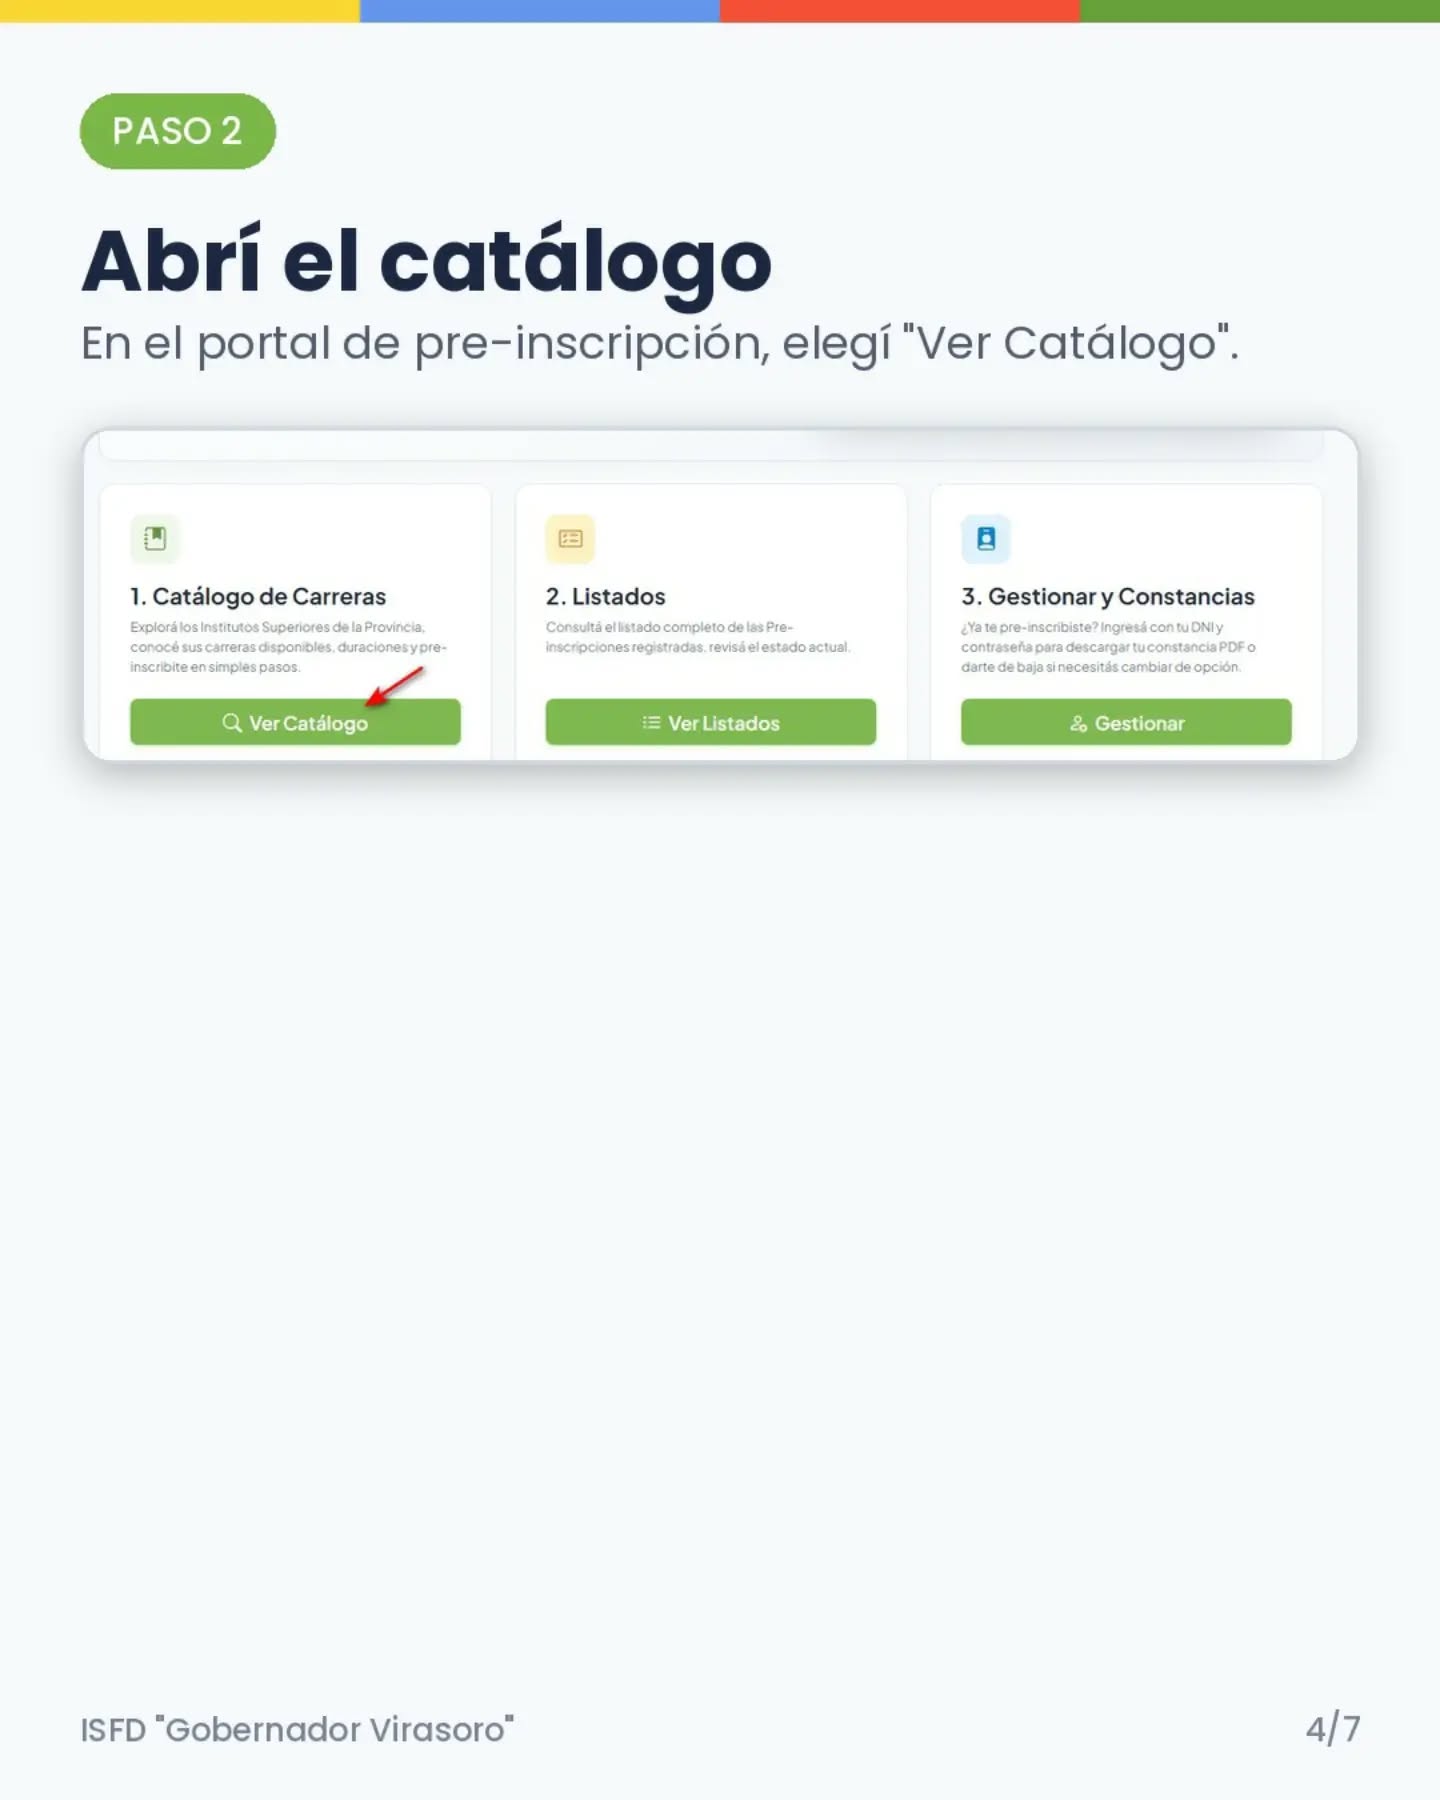 PASO 2
Abrí el catálogo
En el portal de pre-inscripción, elegí "Ver Catálogo".
1. Catálogo de Carreras
Explorá los Institutos Superiores de la Provincia,
conocé sus carreras disponibles, duraciones y pre-
inscribite en simples pasos.
Ver Catálogo
2. Listados
Consultá el listado completo de las Pre-
inscripciones registradas, revisá el estado actual.
Ver Listados
3. Gestionar y Constancias
¿Ya te pre-inscribiste? Ingresá con tu DNI y
contraseña para descargar tu constancia PDF o
darte de baja si necesitás cambiar de opción.
Gestionar
ISFD "Gobernador Virasoro"
4/7